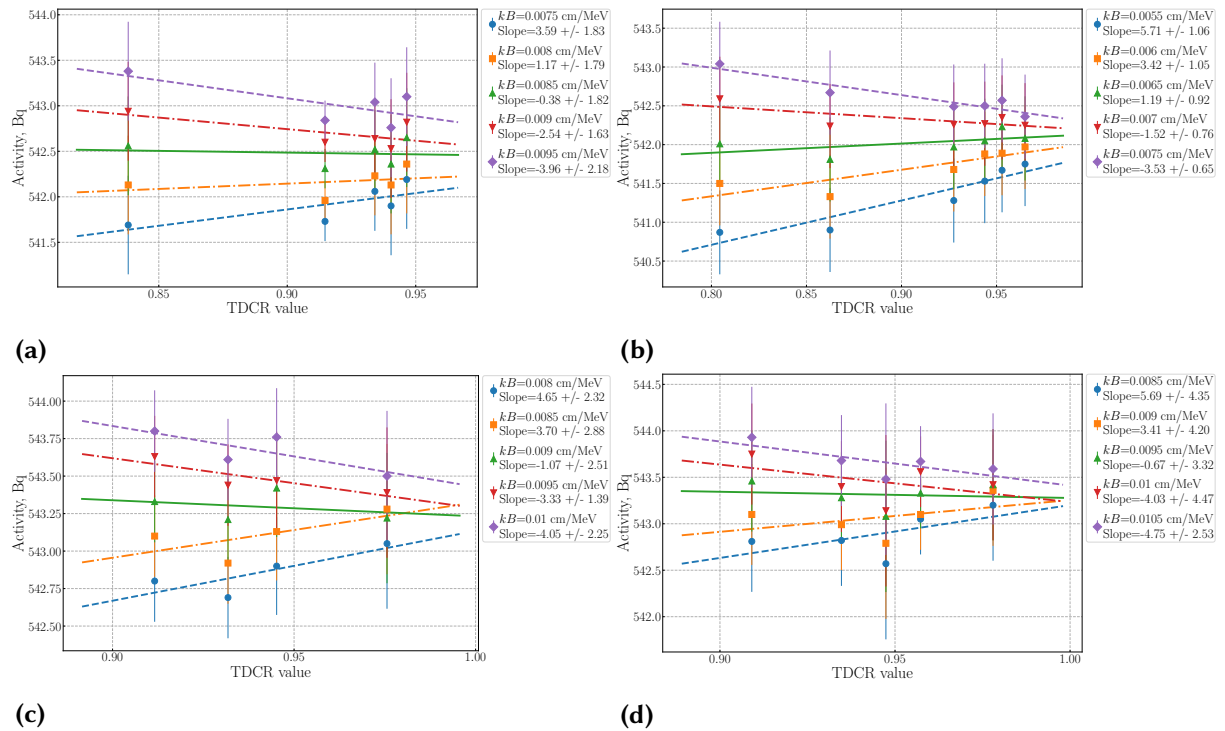 544.0
543.5
543.0
542.5
542.0
541.5
Activity, Bq
0.85
0.90
0.95
TDCR value
kB=0.0075 cm/MeV
Slope=3.59 +/- 1.83
kB=0.008 cm/MeV
Slope=1.17 +/- 1.79
kB=0.0085 cm/MeV
Slope=-0.38 +/- 1.82
kB=0.009 cm/MeV
Slope=-2.54 +/- 1.63
kB=0.0095 cm/MeV
Slope=-3.96 +/- 2.18
(a)
543.5
543.0
542.5
542.0
541.5
541.0
540.5
Activity, Bq
0.80
0.85
0.90
0.95
TDCR value
kB=0.0055 cm/MeV
Slope=5.71 +/- 1.06
kB=0.006 cm/MeV
Slope=3.42 +/- 1.05
kB=0.0065 cm/MeV
Slope=1.19 +/- 0.92
kB=0.007 cm/MeV
Slope=-1.52 +/- 0.76
kB=0.0075 cm/MeV
Slope=-3.53 +/- 0.65
(b)
544.00
543.75
543.50
543.25
543.00
542.75
542.50
Activity, Bq
0.90
0.95
1.00
TDCR value
kB=0.008 cm/MeV
Slope=4.65 +/- 2.32
kB=0.0085 cm/MeV
Slope=3.70 +/- 2.88
kB=0.009 cm/MeV
Slope=-1.07 +/- 2.51
kB=0.0095 cm/MeV
Slope=-3.33 +/- 1.39
kB=0.01 cm/MeV
Slope=-4.05 +/- 2.25
(c)
544.5
544.0
543.5
543.0
542.5
542.0
Activity, Bq
0.90
0.95
1.00
TDCR value
kB=0.0085 cm/MeV
Slope=5.69 +/- 4.35
kB=0.009 cm/MeV
Slope=3.41 +/- 4.20
kB=0.0095 cm/MeV
Slope=-0.67 +/- 3.32
kB=0.01 cm/MeV
Slope=-4.03 +/- 4.47
kB=0.0105 cm/MeV
Slope=-4.75 +/- 2.53
(d)